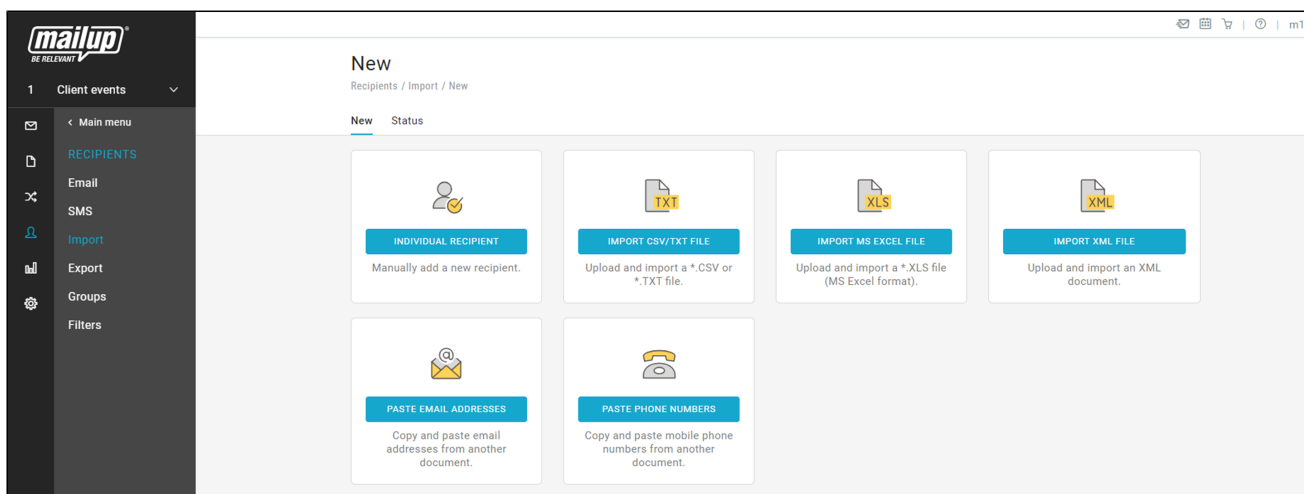 mailup®
BE RELEVANT
m1
1 Client events
New
Recipients / Import / New
< Main menu
New Status
RECIPIENTS
Email
SMS
Import
Export
Groups
Filters
TXT
XLS
XML
INDIVIDUAL RECIPIENT
Manually add a new recipient.
IMPORT CSV/TXT FILE
Upload and import a *.CSV or
*.TXT file.
IMPORT MS EXCEL FILE
Upload and import a *.XLS file
(MS Excel format).
IMPORT XML FILE
Upload and import an XML
document.
@
PASTE EMAIL ADDRESSES
Copy and paste email
addresses from another
document.
PASTE PHONE NUMBERS
Copy and paste mobile phone
numbers from another
document.